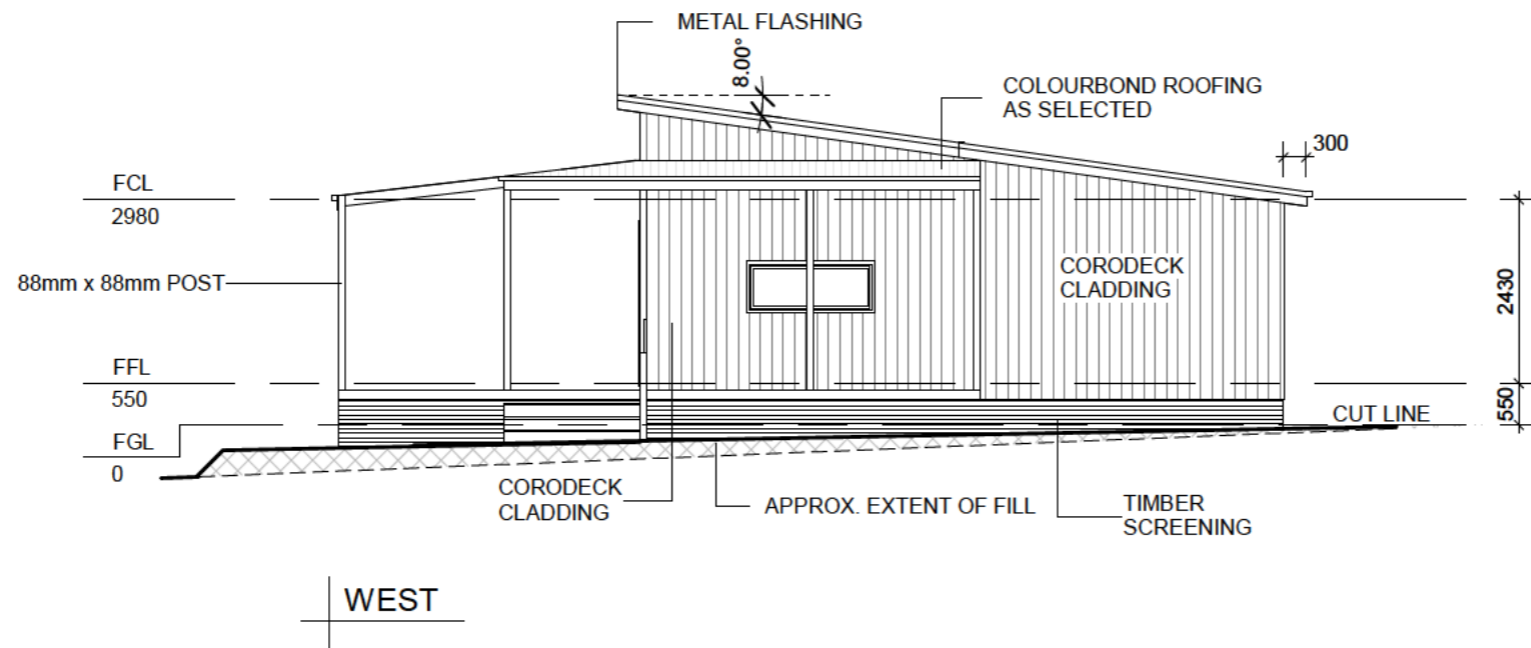 METAL FLASHING
8.00°
COLOURBOND ROOFING
AS SELECTED
300
FCL
2980
88mm x 88mm POST
CORODECK
CLADDING
2430
FFL
550
550
CUT LINE
FGL
0
CORODECK
CLADDING
APPROX. EXTENT OF FILL
TIMBER
SCREENING
WEST